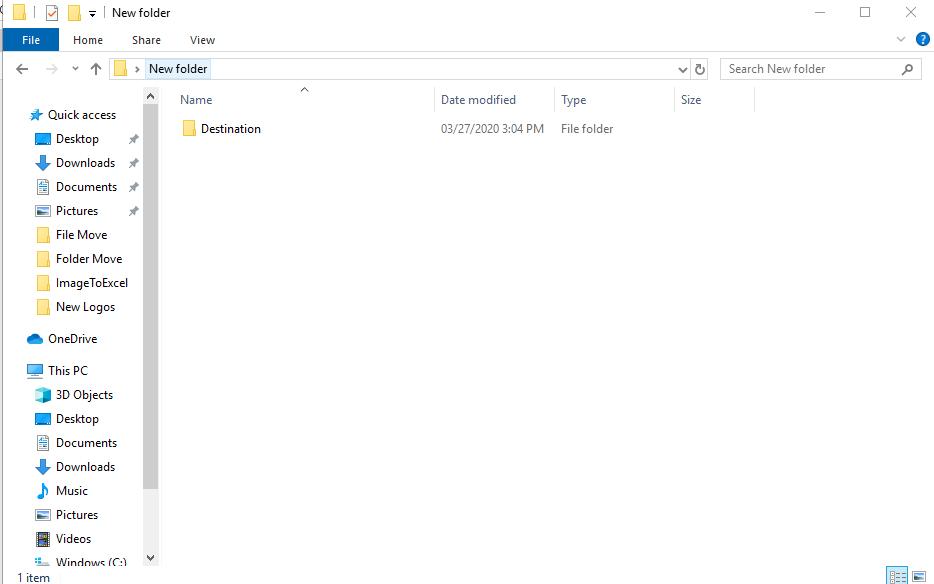 New folder
File Home Share View
New folder
Search New folder
Name Date modified Type Size
Destination 03/27/2020 3:04 PM File folder
Quick access
Desktop
Downloads
Documents
Pictures
File Move
Folder Move
ImageToExcel
New Logos
OneDrive
This PC
3D Objects
Desktop
Documents
Downloads
Music
Pictures
Videos
Windows (C:)
1 item